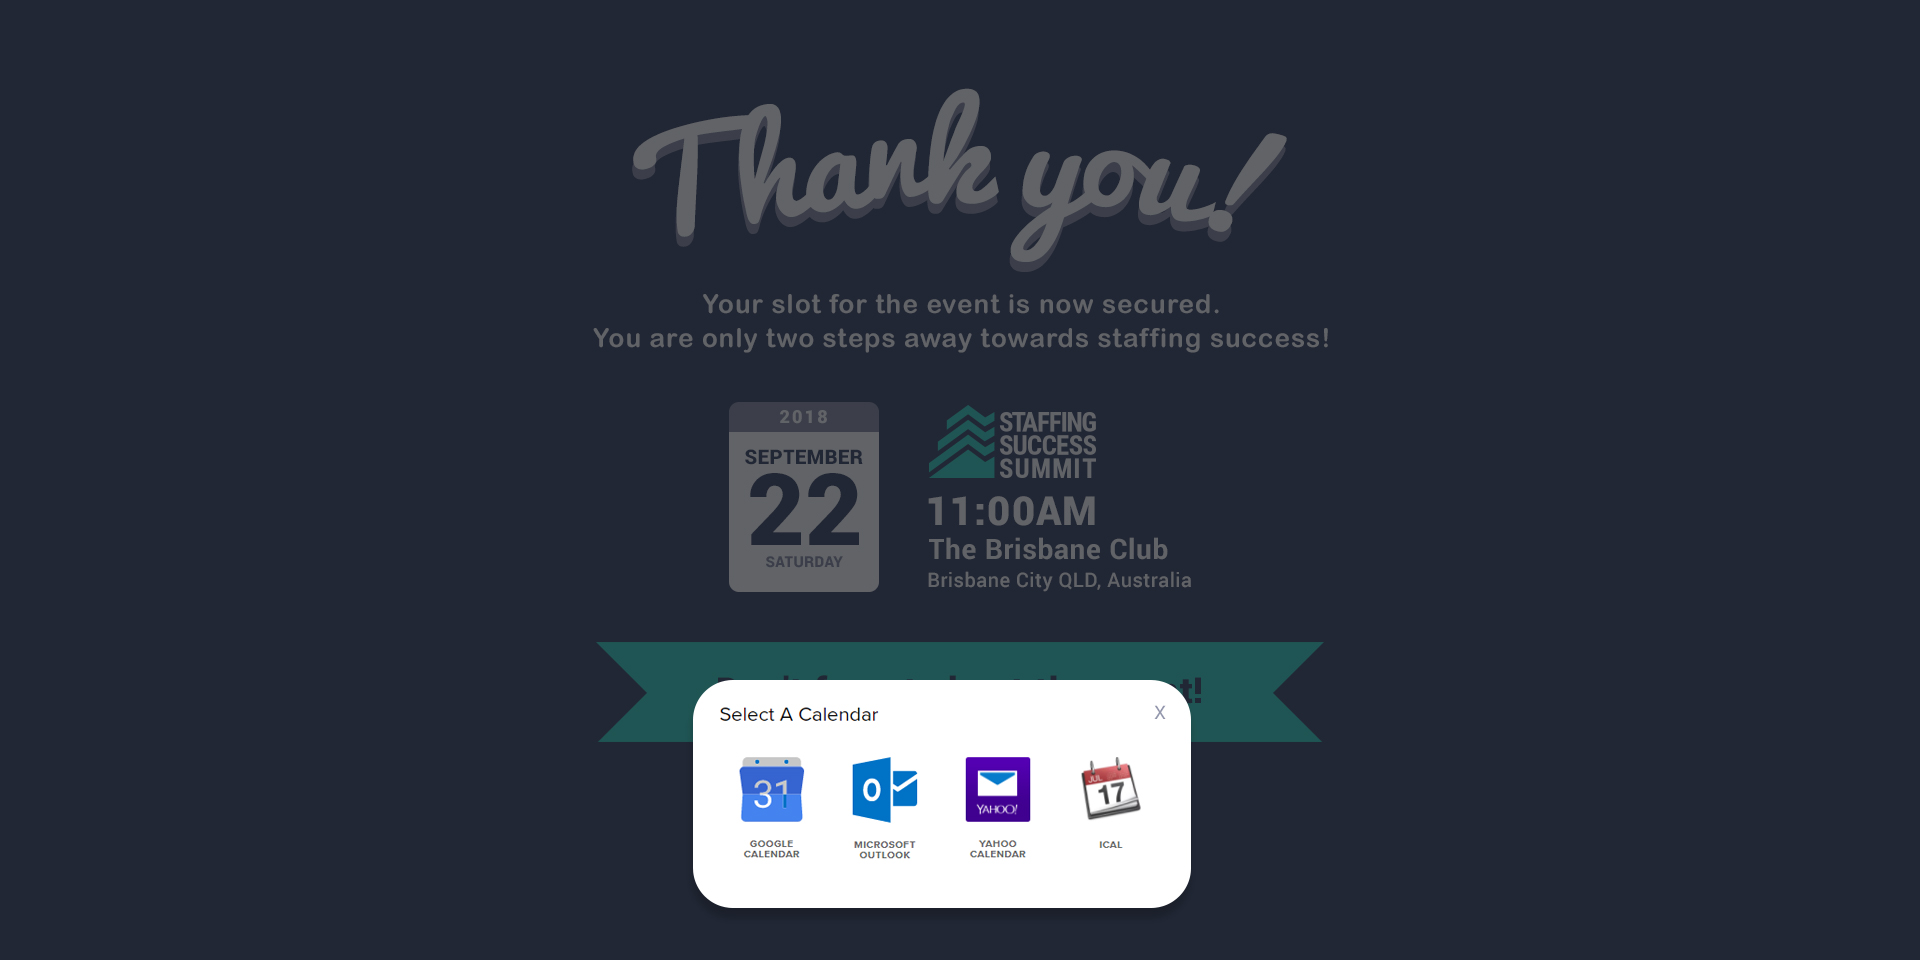 Thank you!
Your slot for the event is now secured.
You are only two steps away towards staffing success!
2018
SEPTEMBER
22
SATURDAY
STAFFING
SUCCESS
SUMMIT
11:00AM
The Brisbane Club
Brisbane City QLD, Australia
Select A Calendar
X
31
GOOGLE
CALENDAR
O
MICROSOFT
OUTLOOK
YAHOO!
YAHOO
CALENDAR
JUL
17
ICAL